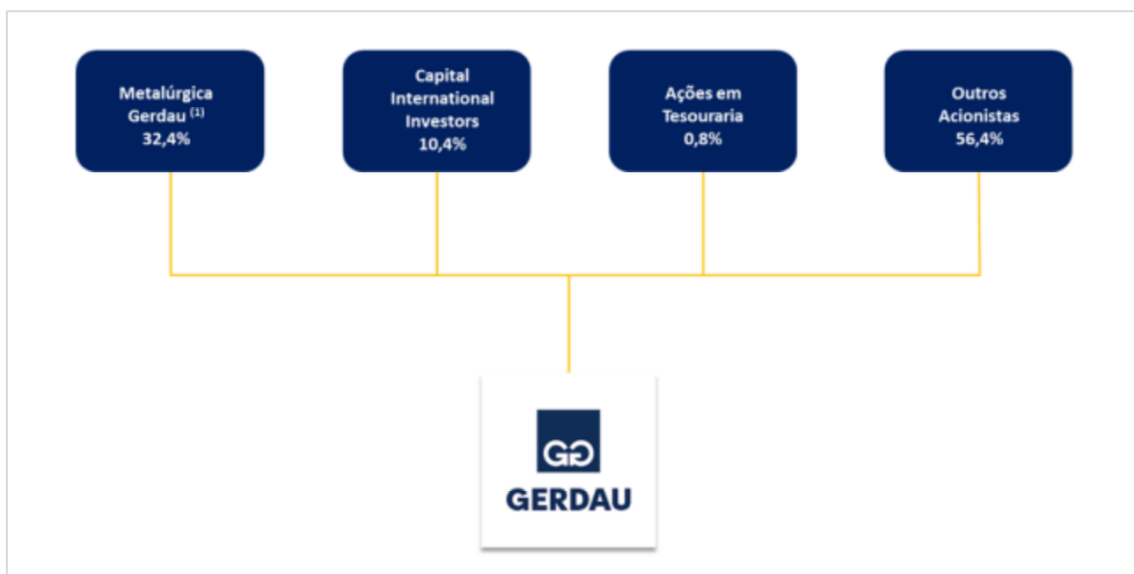 Metalúrgica
Gerdau (1)
32,4%
Capital
International
Investors
10,4%
Ações em
Tesouraria
0,8%
Outros
Acionistas
56,4%
GG
GERDAU